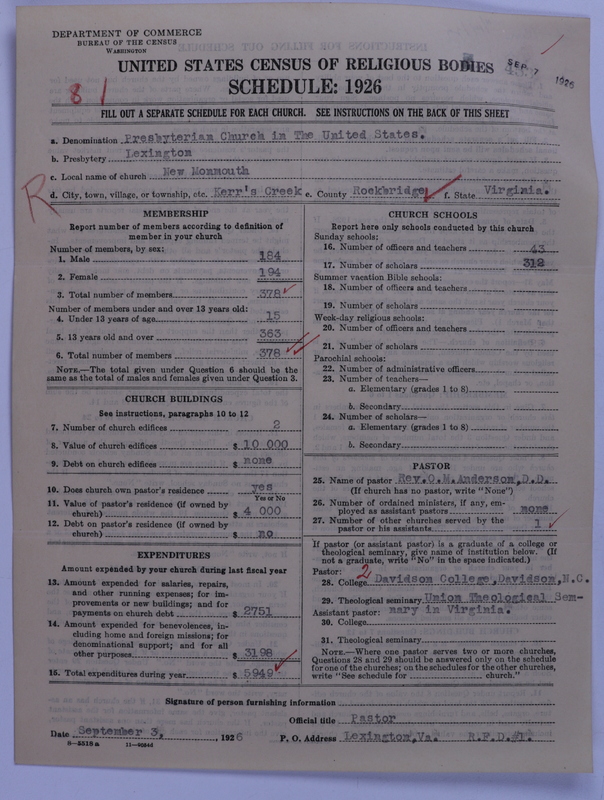 DEPARTMENT OF COMMERCE
BUREAU OF THE CENSUS
WASHINGTON
SEP 7 1926
UNITED STATES CENSUS OF RELIGIOUS BODIES
SCHEDULE: 1926
8 1
FILL OUT A SEPARATE SCHEDULE FOR EACH CHURCH. SEE INSTRUCTIONS ON THE BACK OF THIS SHEET
a. Denomination Presbyterian Church in The United States.
b. Presbytery Lexington
c. Local name of church New Monmouth
d. City, town, village, or township, etc. Kerr's Creek e. County Rockbridge f. State Virginia.
R
MEMBERSHIP
Report number of members according to definition of member in your church
Number of members, by sex:
1. Male 184
2. Female 194
3. Total number of members 378
Number of members under and over 13 years old:
4. Under 13 years of age 15
5. 13 years old and over 363
6. Total number of members 378
NOTE.—The total given under Question 6 should be the
same as the total of males and females given under Question 3.
CHURCH BUILDINGS
See instructions, paragraphs 10 to 12
7. Number of church edifices 2
8. Value of church edifices $ 10 000
9. Debt on church edifices $ none
10. Does church own pastor's residence yes
Yes or No
11. Value of pastor's residence (if owned by
church) $ 4 000
12. Debt on pastor's residence (if owned by
church) $ no
EXPENDITURES
Amount expended by your church during last fiscal year
13. Amount expended for salaries, repairs,
and other running expenses; for im-
provements or new buildings; and for
payments on church debt $ 2751
14. Amount expended for benevolences, in-
cluding home and foreign missions; for
denominational support; and for all
other purposes $ 3198
15. Total expenditures during year $ 5949
CHURCH SCHOOLS
Report here only schools conducted by this church
Sunday schools:
16. Number of officers and teachers 43
17. Number of scholars 312
Summer vacation Bible schools:
18. Number of officers and teachers
19. Number of scholars
Week-day religious schools:
20. Number of officers and teachers
21. Number of scholars
Parochial schools:
22. Number of administrative officers
23. Number of teachers—
a. Elementary (grades 1 to 8)
b. Secondary
24. Number of scholars—
a. Elementary (grades 1 to 8)
b. Secondary
PASTOR
25. Name of pastor Rev.O.M.Anderson,D.D.
(If church has no pastor, write "None")
26. Number of ordained ministers, if any, em-
ployed as assistant pastors none
27. Number of other churches served by the
pastor or his assistants 1
If pastor (or assistant pastor) is a graduate of a college or
theological seminary, give name of institution below. (If
not a graduate, write "No" in the space indicated.)
Pastor: 2
28. College Davidson College,Davidson,N.C.
29. Theological seminary Union Theological Sem-
Assistant pastor: inary in Virginia.
30. College
31. Theological seminary
NOTE.—Where one pastor serves two or more churches,
Questions 28 and 29 should be answered only on the schedule
for one of the churches; on the schedules for the other churches,
write "See schedule for church."
Signature of person furnishing information
Official title Pastor
Date September 3, , 1926 P. O. Address Lexington,Va. R.F.D.#1.
8—5318 a 11—9054d